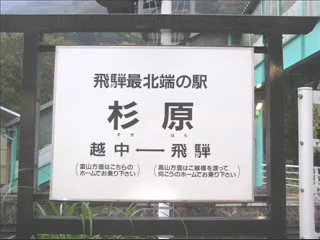 飛騨最北端の駅
杉原
すぎ はら
越中 ← 飛騨
(高山方面はこちらの
ホームでお乗り下さい)
(高山方面はこ線橋を渡って
向こうのホームでお乗り下さい)